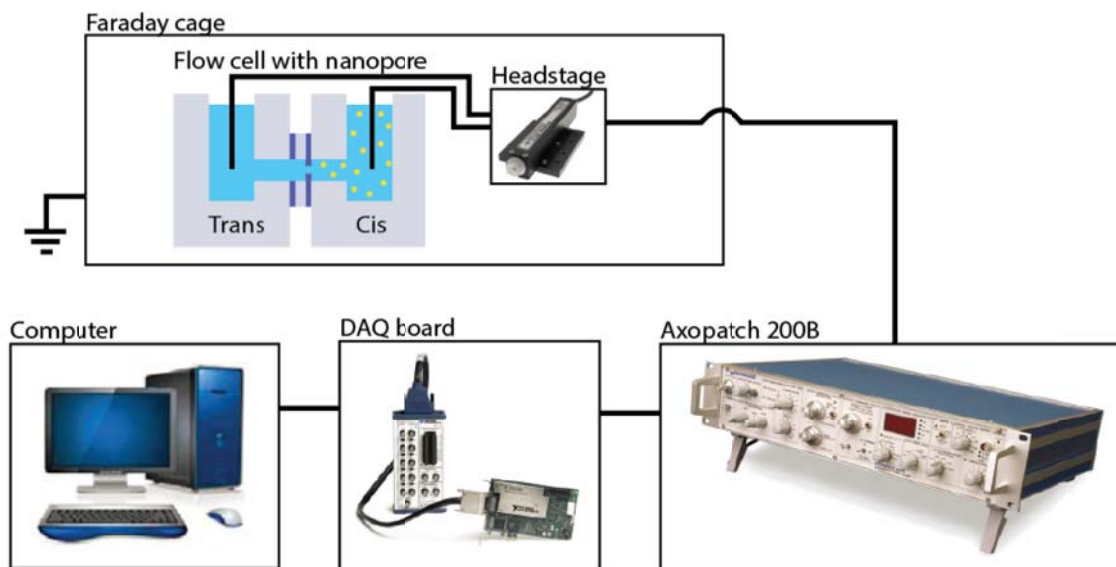 Faraday cage
Flow cell with nanopore
Headstage
Trans
Cis
Computer
DAQ board
Axopatch 200B